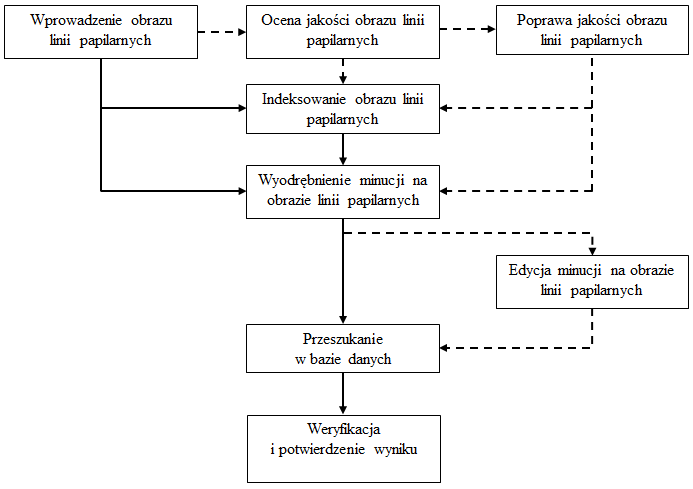 Wprowadzenie obrazu
linii papilarnych
Ocena jakości obrazu linii
papilarnych
Poprawa jakości obrazu
linii papilarnych
Indeksowanie obrazu linii
papilarnych
Wyodrębnienie minucji na
obrazie linii papilarnych
Edycja minucji na obrazie
linii papilarnych
Przeszukanie
w bazie danych
Weryfikacja
i potwierdzenie wyniku